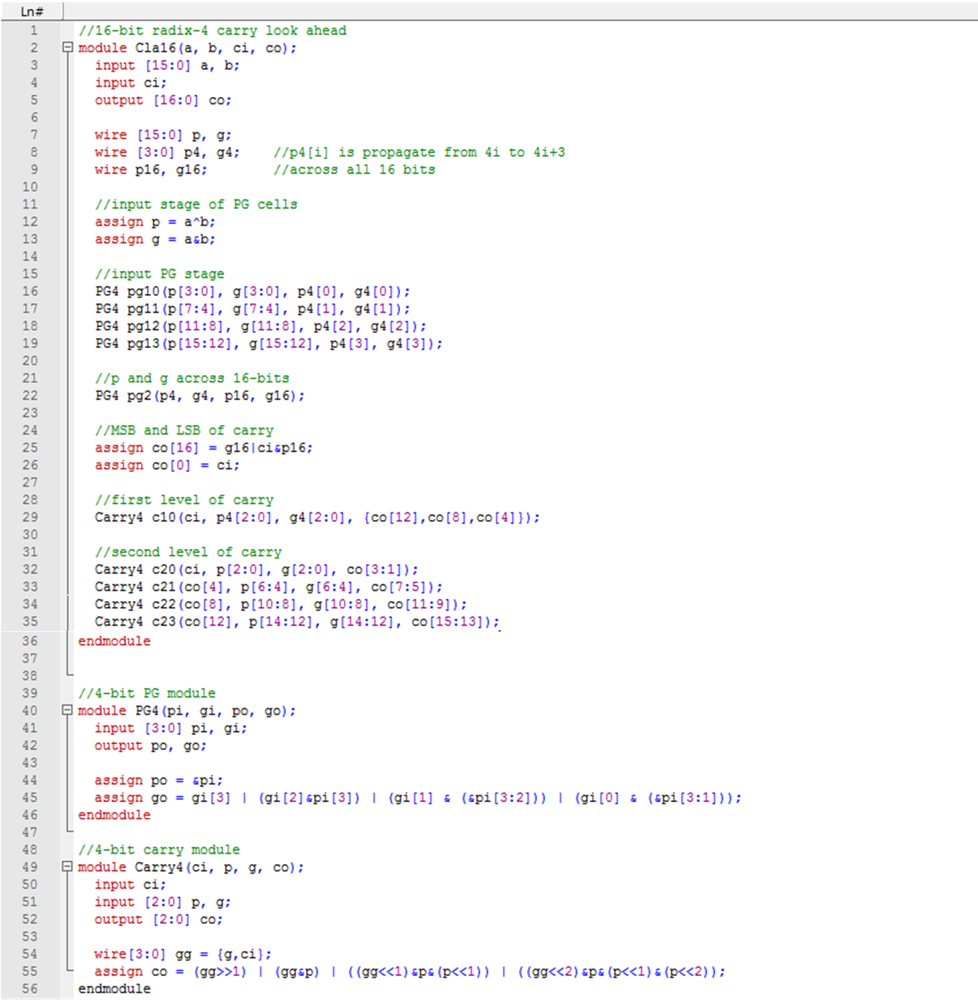 Ln#
1 //16-bit radix-4 carry look ahead
2 module Cla16(a, b, ci, co);
3   input [15:0] a, b;
4   input ci;
5   output [16:0] co;
6
7   wire [15:0] p, g;
8   wire [3:0] p4, g4;    //p4[i] is propagate from 4i to 4i+3
9   wire p16, g16;        //across all 16 bits
10
11   //input stage of PG cells
12   assign p = a^b;
13   assign g = a&b;
14
15   //input PG stage
16   PG4 pg10(p[3:0], g[3:0], p4[0], g4[0]);
17   PG4 pg11(p[7:4], g[7:4], p4[1], g4[1]);
18   PG4 pg12(p[11:8], g[11:8], p4[2], g4[2]);
19   PG4 pg13(p[15:12], g[15:12], p4[3], g4[3]);
20
21   //p and g across 16-bits
22   PG4 pg2(p4, g4, p16, g16);
23
24   //MSB and LSB of carry
25   assign co[16] = g16|ci&p16;
26   assign co[0] = ci;
27
28   //first level of carry
29   Carry4 c10(ci, p4[2:0], g4[2:0], {co[12],co[8],co[4]});
30
31   //second level of carry
32   Carry4 c20(ci, p[2:0], g[2:0], co[3:1]);
33   Carry4 c21(co[4], p[6:4], g[6:4], co[7:5]);
34   Carry4 c22(co[8], p[10:8], g[10:8], co[11:9]);
35   Carry4 c23(co[12], p[14:12], g[14:12], co[15:13]);
36 endmodule
37
38
39 //4-bit PG module
40 module PG4(pi, gi, po, go);
41   input [3:0] pi, gi;
42   output po, go;
43
44   assign po = &pi;
45   assign go = gi[3] | (gi[2]&pi[3]) | (gi[1] & (&pi[3:2])) | (gi[0] & (&pi[3:1]));
46 endmodule
47
48 //4-bit carry module
49 module Carry4(ci, p, g, co);
50   input ci;
51   input [2:0] p, g;
52   output [2:0] co;
53
54   wire[3:0] gg = {g,ci};
55   assign co = (gg>>1) | (gg&p) | ((gg<<1)&p&(p<<1)) | ((gg<<2)&p&(p<<1)&(p<<2));
56 endmodule